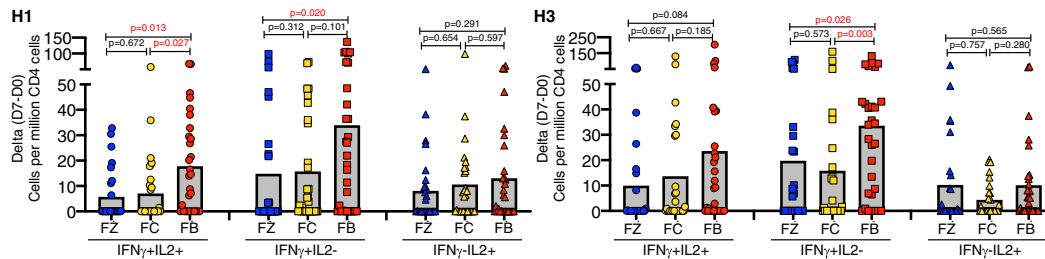 H1
Delta (D7-D0)
Cells per million CD4 cells
150
100
50
50
40
30
20
10
0
p=0.013
p=0.672 p=0.027
p=0.020
p=0.312 p=0.101
p=0.291
p=0.654 p=0.597
FZ FC FB FZ FC FB FZ FC FB
IFNγ+IL2+ IFNγ+IL2- IFNγ-IL2+
H3
Delta (D7-D0)
Cells per million CD4 cells
250
150
50
50
40
30
20
10
0
p=0.084
p=0.667 p=0.185
p=0.026
p=0.573 p=0.003
p=0.565
p=0.757 p=0.280
FZ FC FB FZ FC FB FZ FC FB
IFNγ+IL2+ IFNγ+IL2- IFNγ-IL2+